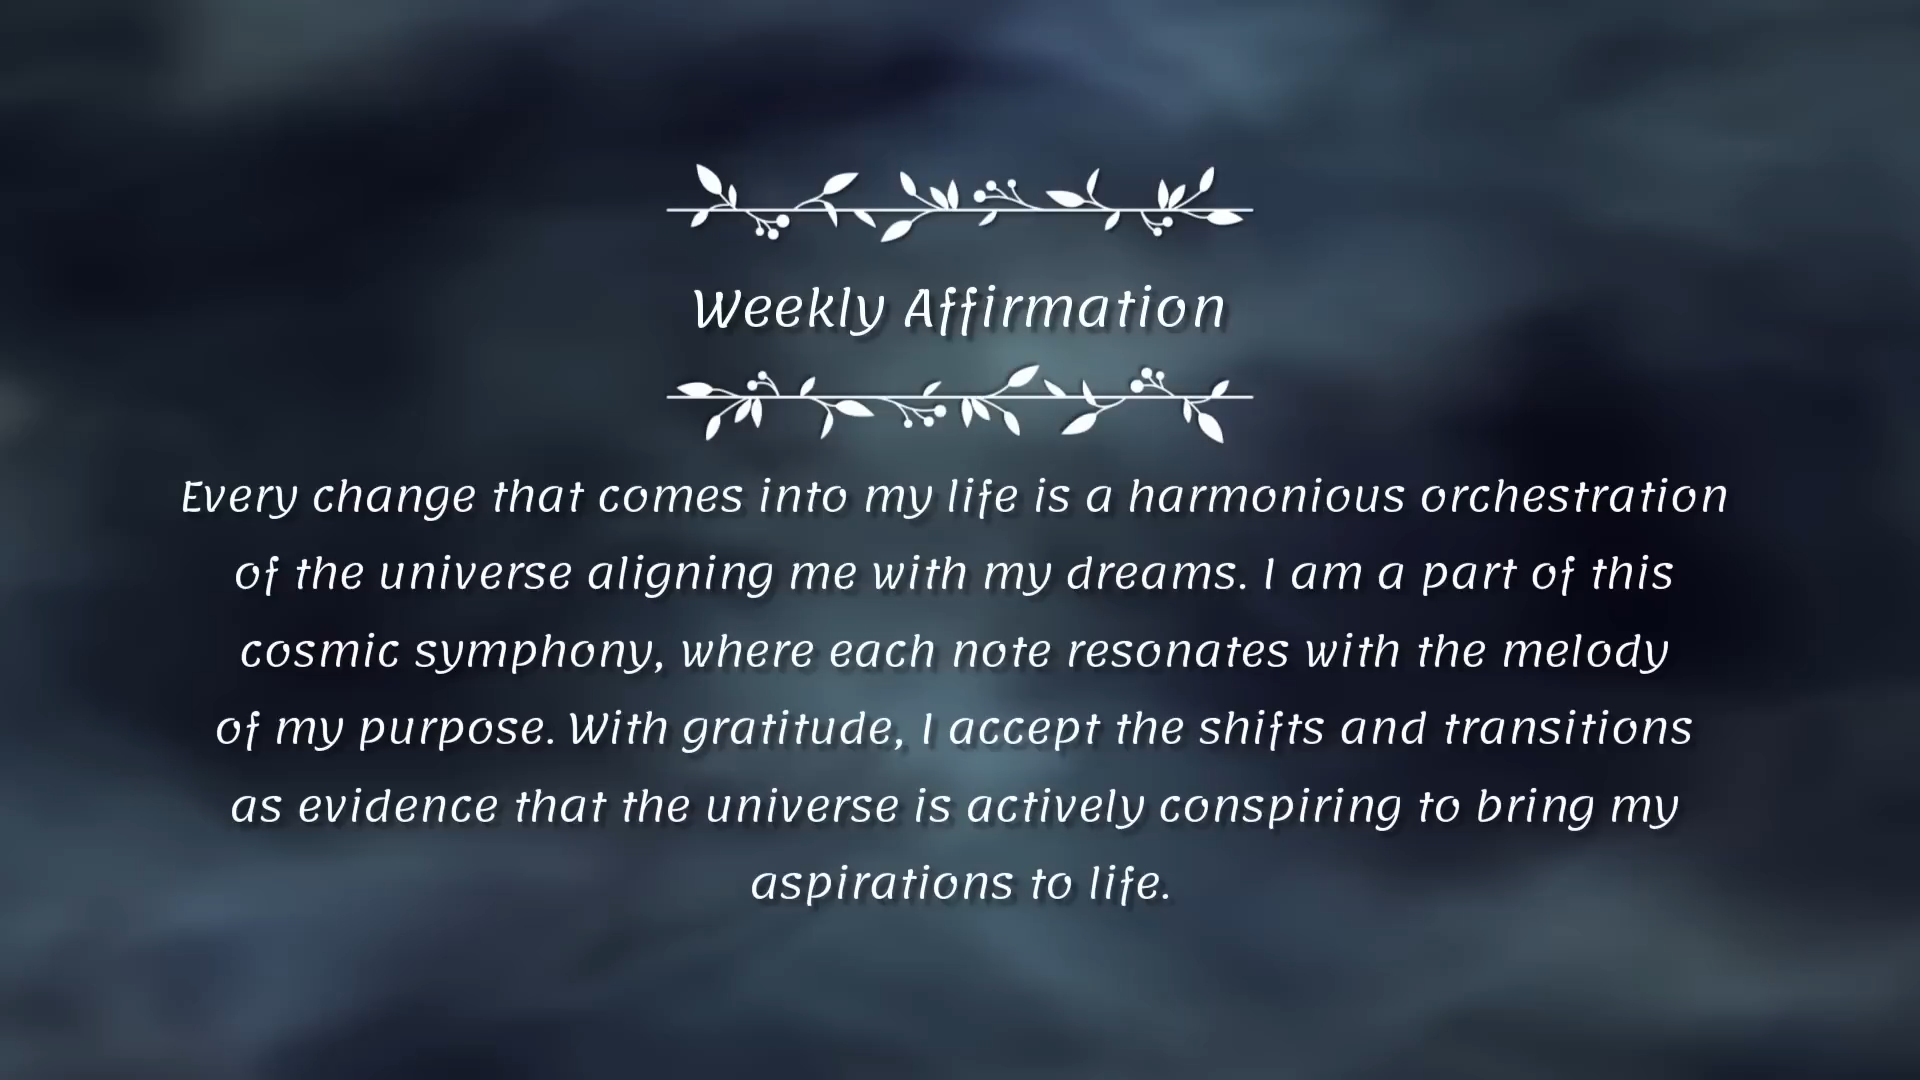 Weekly Affirmation
Every change that comes into my life is a harmonious orchestration
of the universe aligning me with my dreams. I am a part of this
cosmic symphony, where each note resonates with the melody
of my purpose. With gratitude, I accept the shifts and transitions
as evidence that the universe is actively conspiring to bring my
aspirations to life.